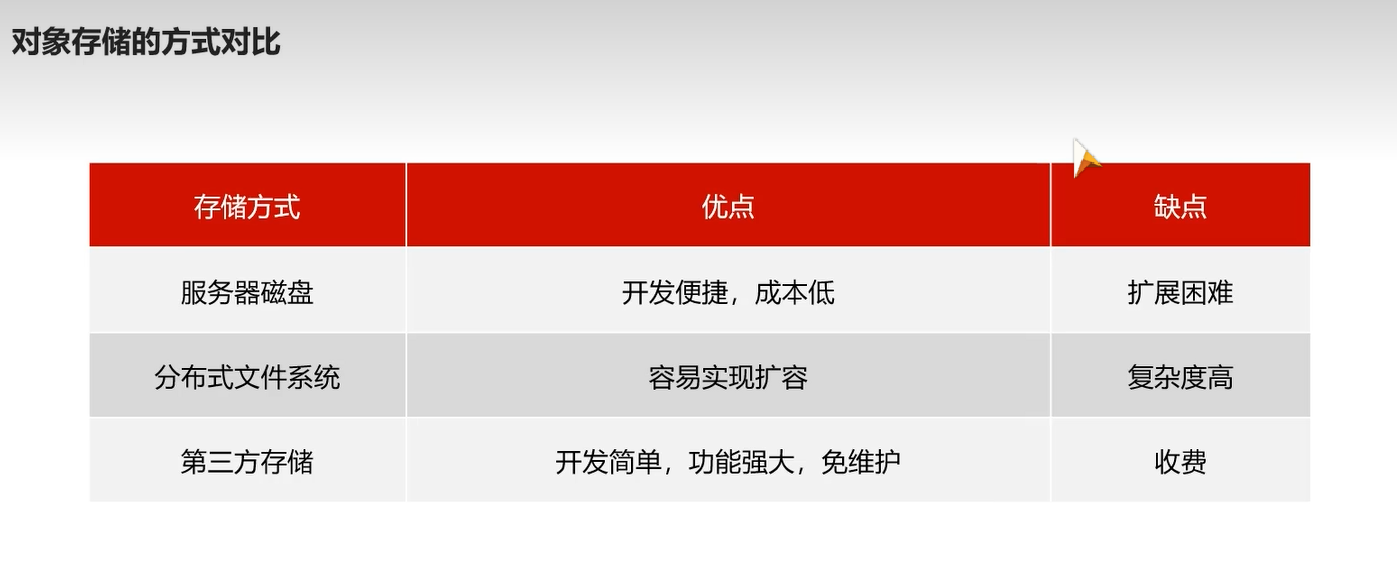 对象存储的方式对比
存储方式 优点 缺点
服务器磁盘 开发便捷，成本低 扩展困难
分布式文件系统 容易实现扩容 复杂度高
第三方存储 开发简单，功能强大，免维护 收费